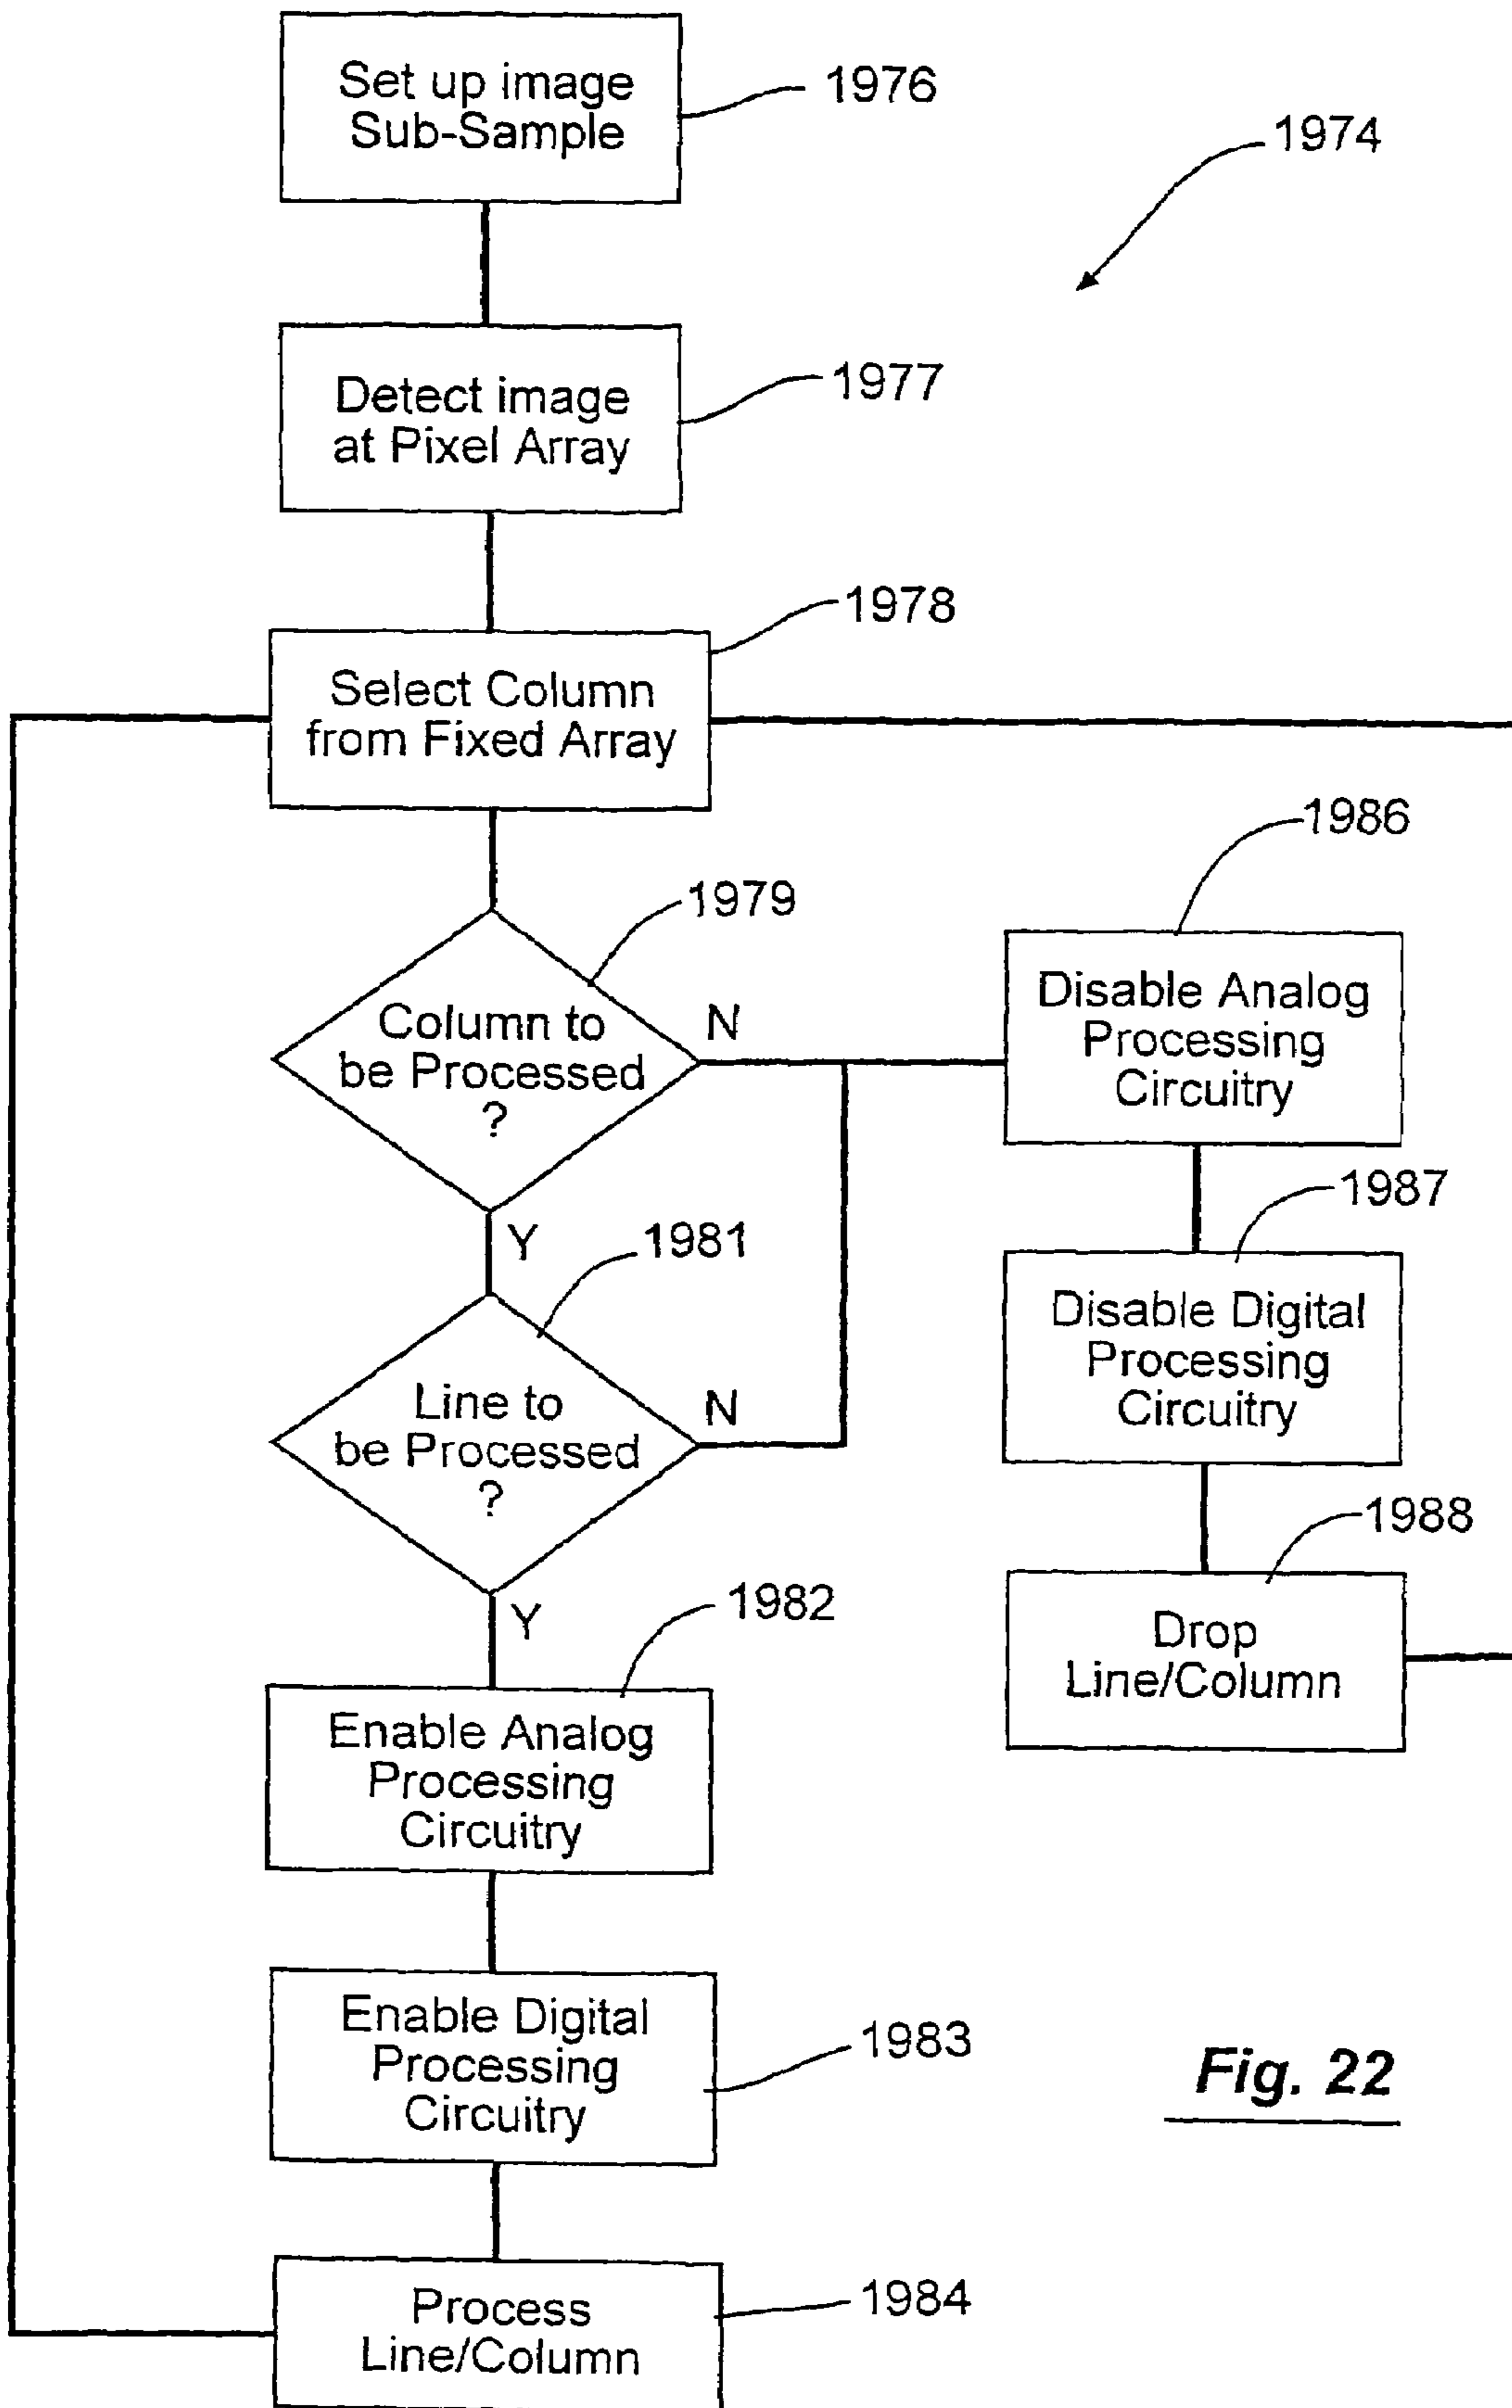 Set up image
Sub-Sample
1976
1974
Detect image
at Pixel Array
1977
Select Column
from Fixed Array
1978
Column to
be Processed
?
1979
N
Y
Disable Analog
Processing
Circuitry
1986
Line to
be Processed
?
1981
N
Y
Disable Digital
Processing
Circuitry
1987
Drop
Line/Column
1988
Enable Analog
Processing
Circuitry
1982
Enable Digital
Processing
Circuitry
1983
Process
Line/Column
1984
Fig. 22